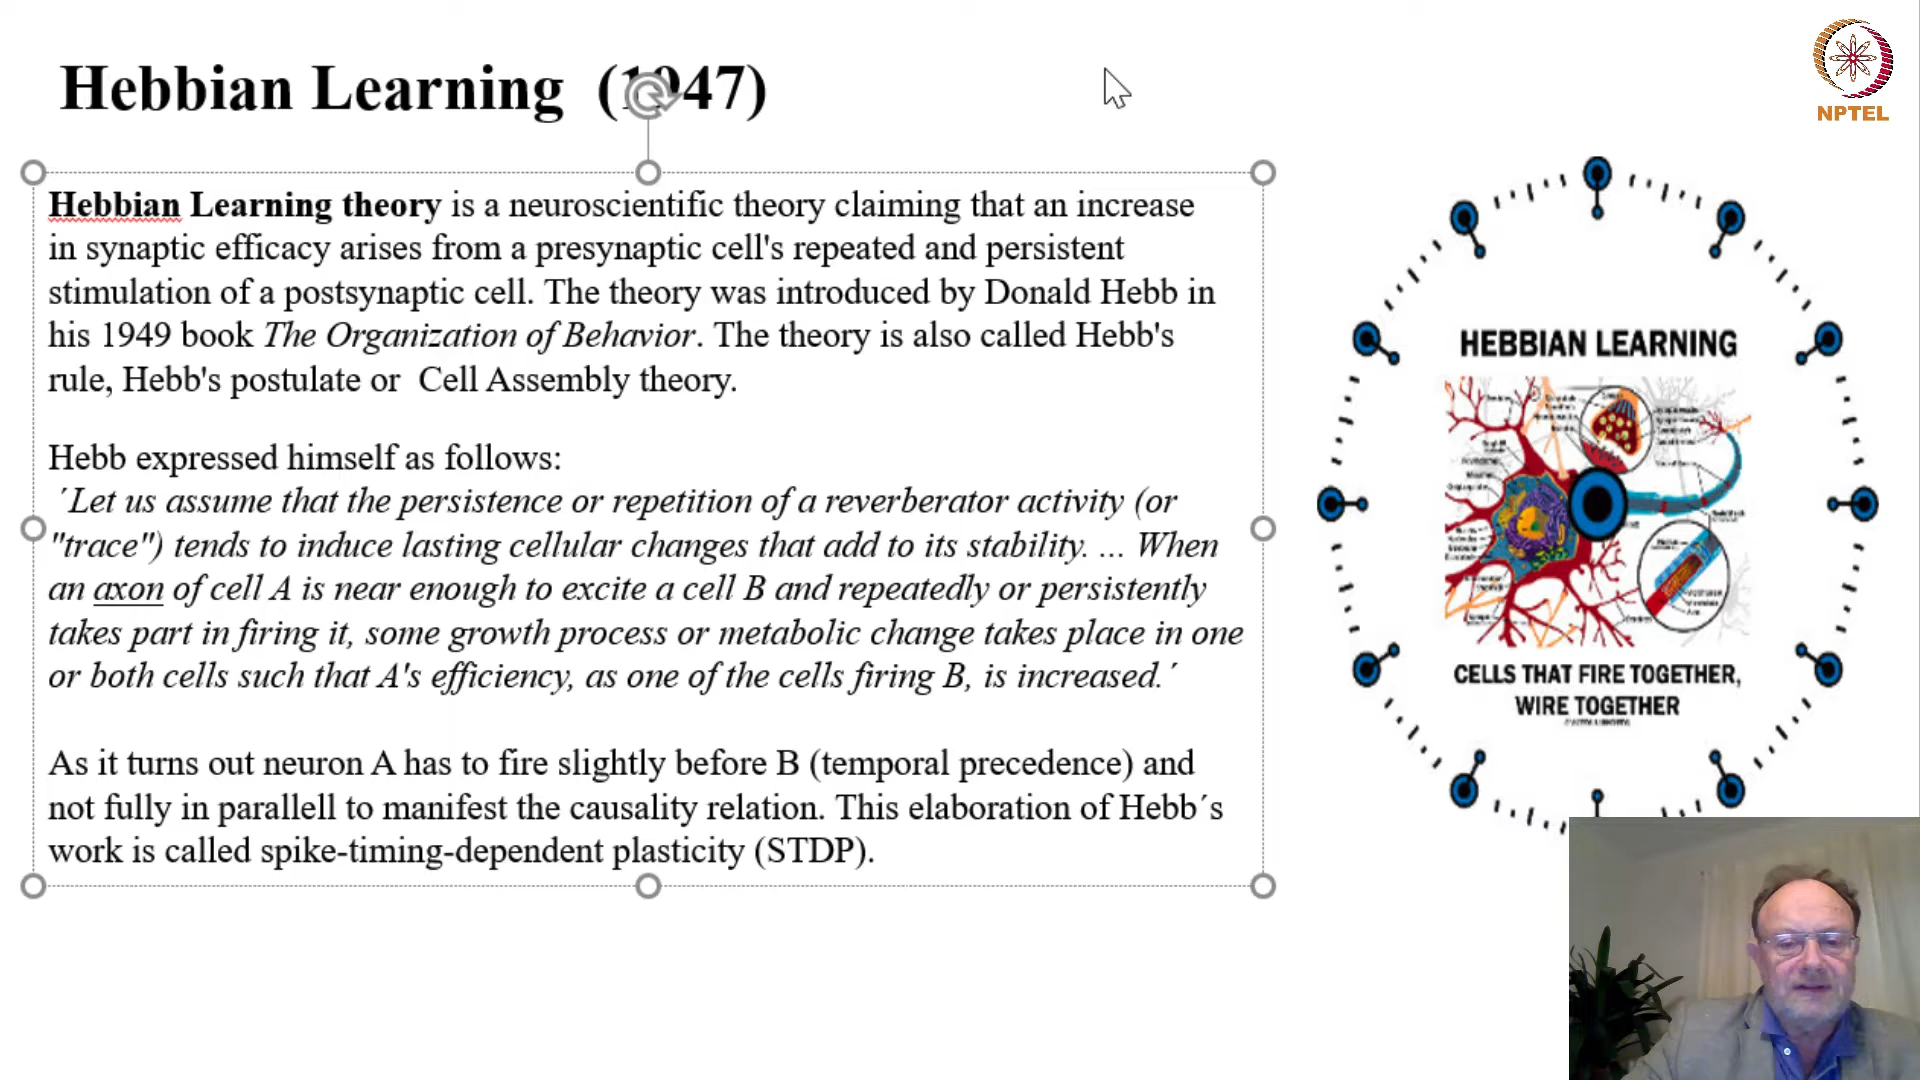 Hebbian Learning (1947)
NPTEL
Hebbian Learning theory is a neuroscientific theory claiming that an increase
in synaptic efficacy arises from a presynaptic cell's repeated and persistent
stimulation of a postsynaptic cell. The theory was introduced by Donald Hebb in
his 1949 book The Organization of Behavior. The theory is also called Hebb's
rule, Hebb's postulate or Cell Assembly theory.
Hebb expressed himself as follows:
´Let us assume that the persistence or repetition of a reverberator activity (or
"trace") tends to induce lasting cellular changes that add to its stability. ... When
an axon of cell A is near enough to excite a cell B and repeatedly or persistently
takes part in firing it, some growth process or metabolic change takes place in one
or both cells such that A's efficiency, as one of the cells firing B, is increased.´
As it turns out neuron A has to fire slightly before B (temporal precedence) and
not fully in parallell to manifest the causality relation. This elaboration of Hebb´s
work is called spike-timing-dependent plasticity (STDP).
HEBBIAN LEARNING
CELLS THAT FIRE TOGETHER,
WIRE TOGETHER